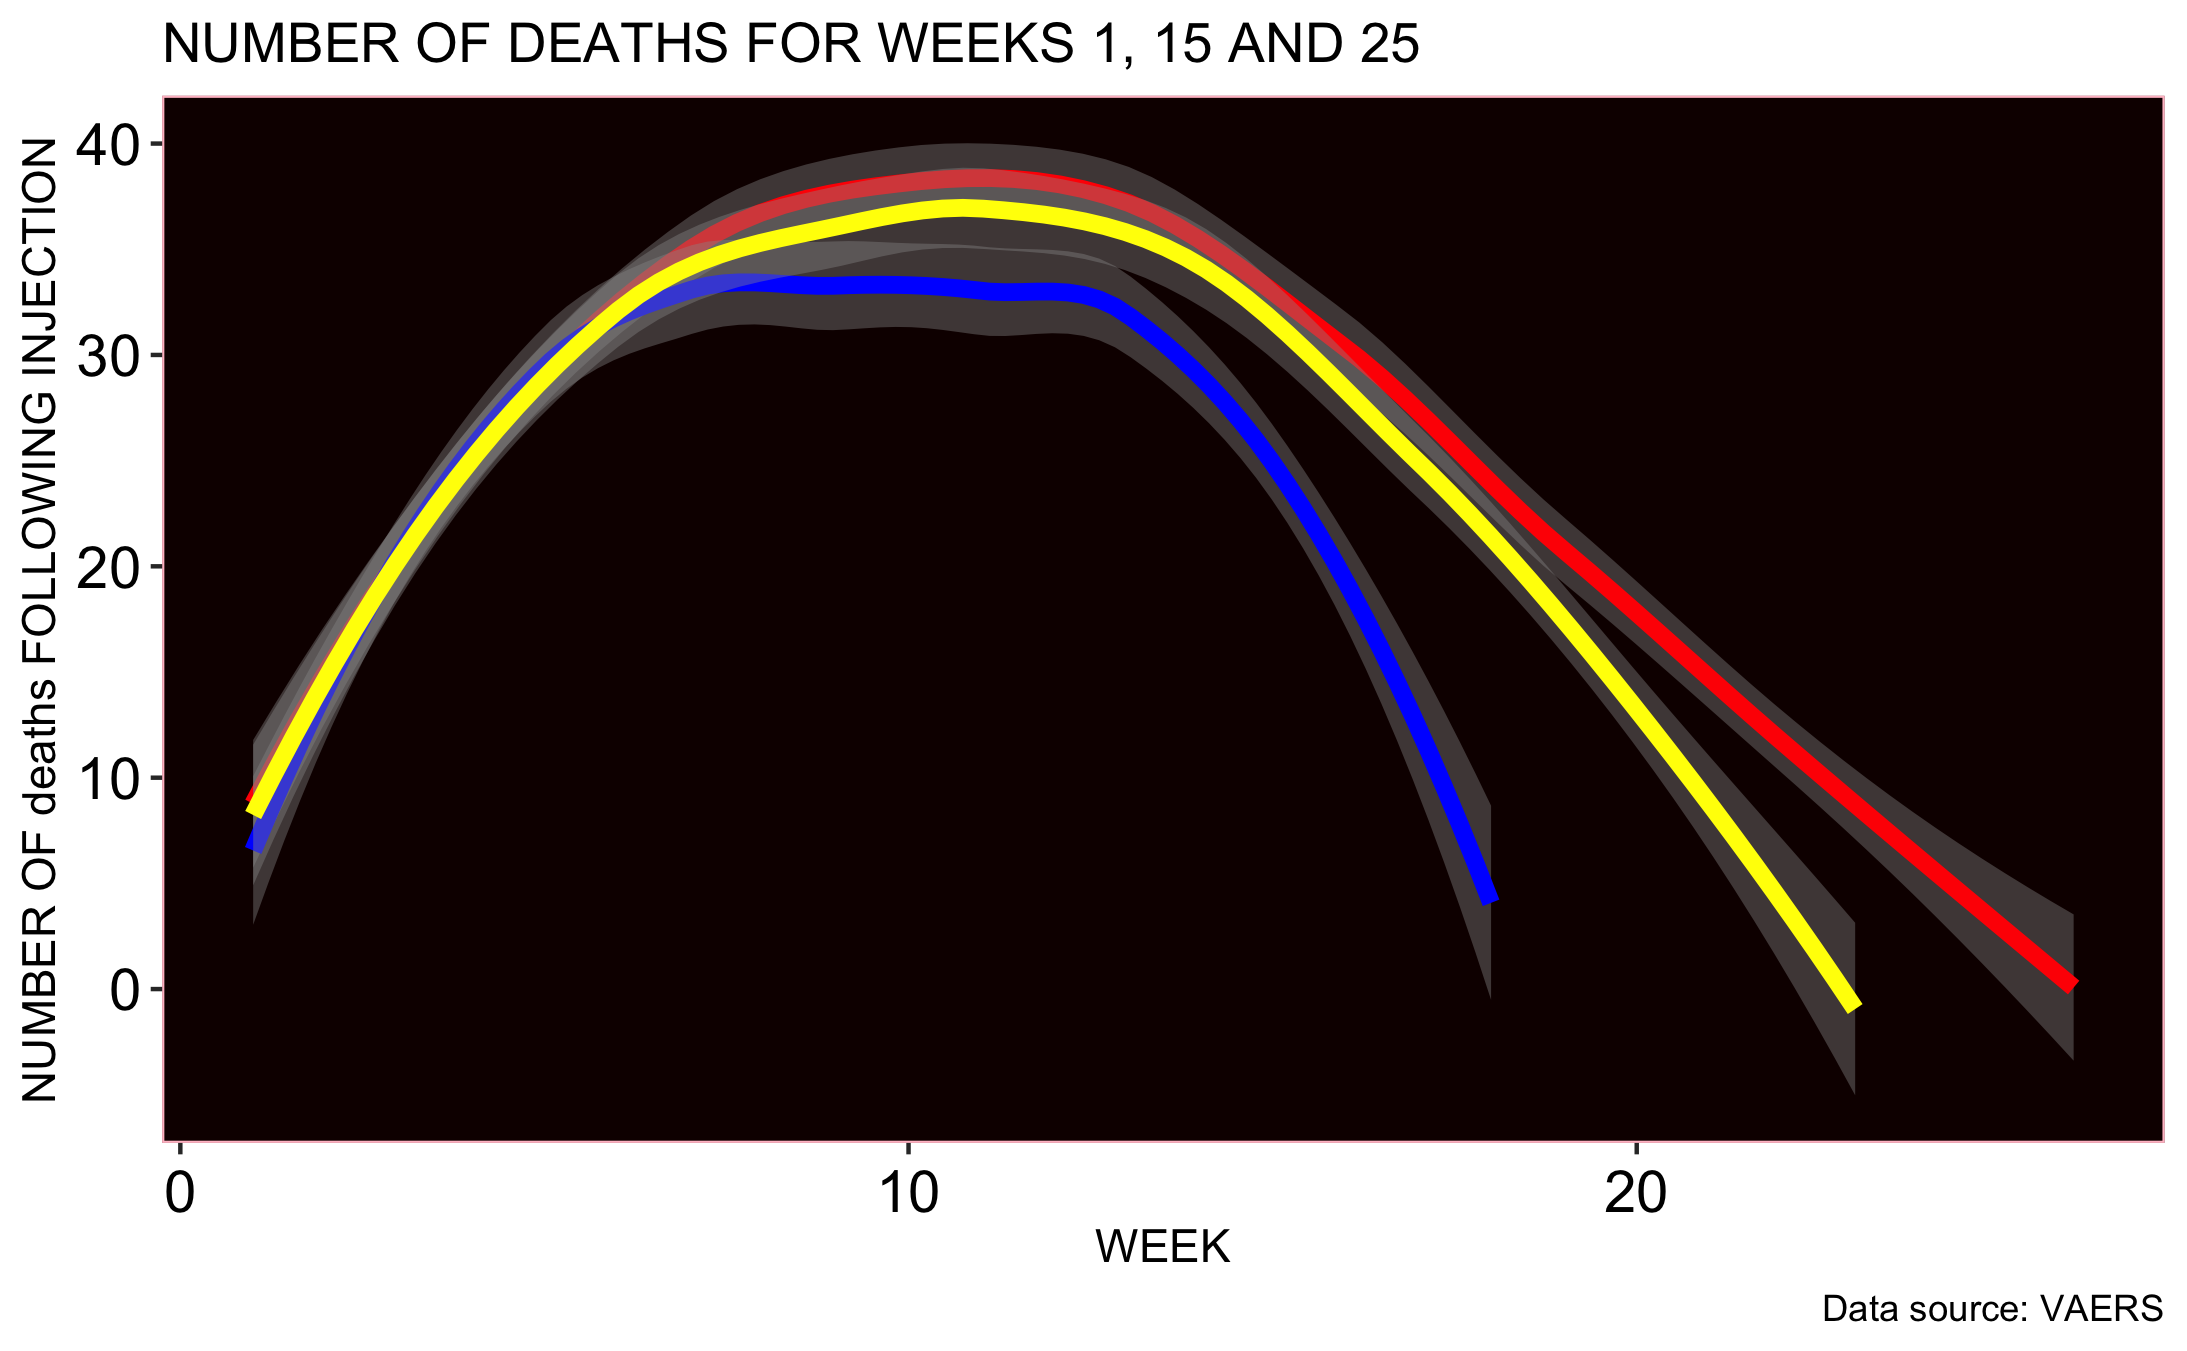 NUMBER OF DEATHS FOR WEEKS 1, 15 AND 25
NUMBER OF deaths FOLLOWING INJECTION
40
30
20
10
0
0 10 20
WEEK
Data source: VAERS